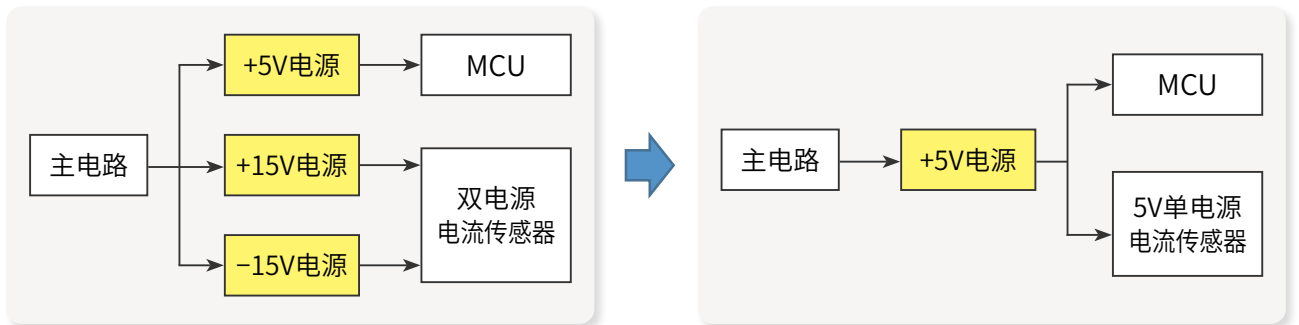 +5V电源
MCU
主电路
+15V电源
双电源
电流传感器
−15V电源
主电路
+5V电源
MCU
5V单电源
电流传感器